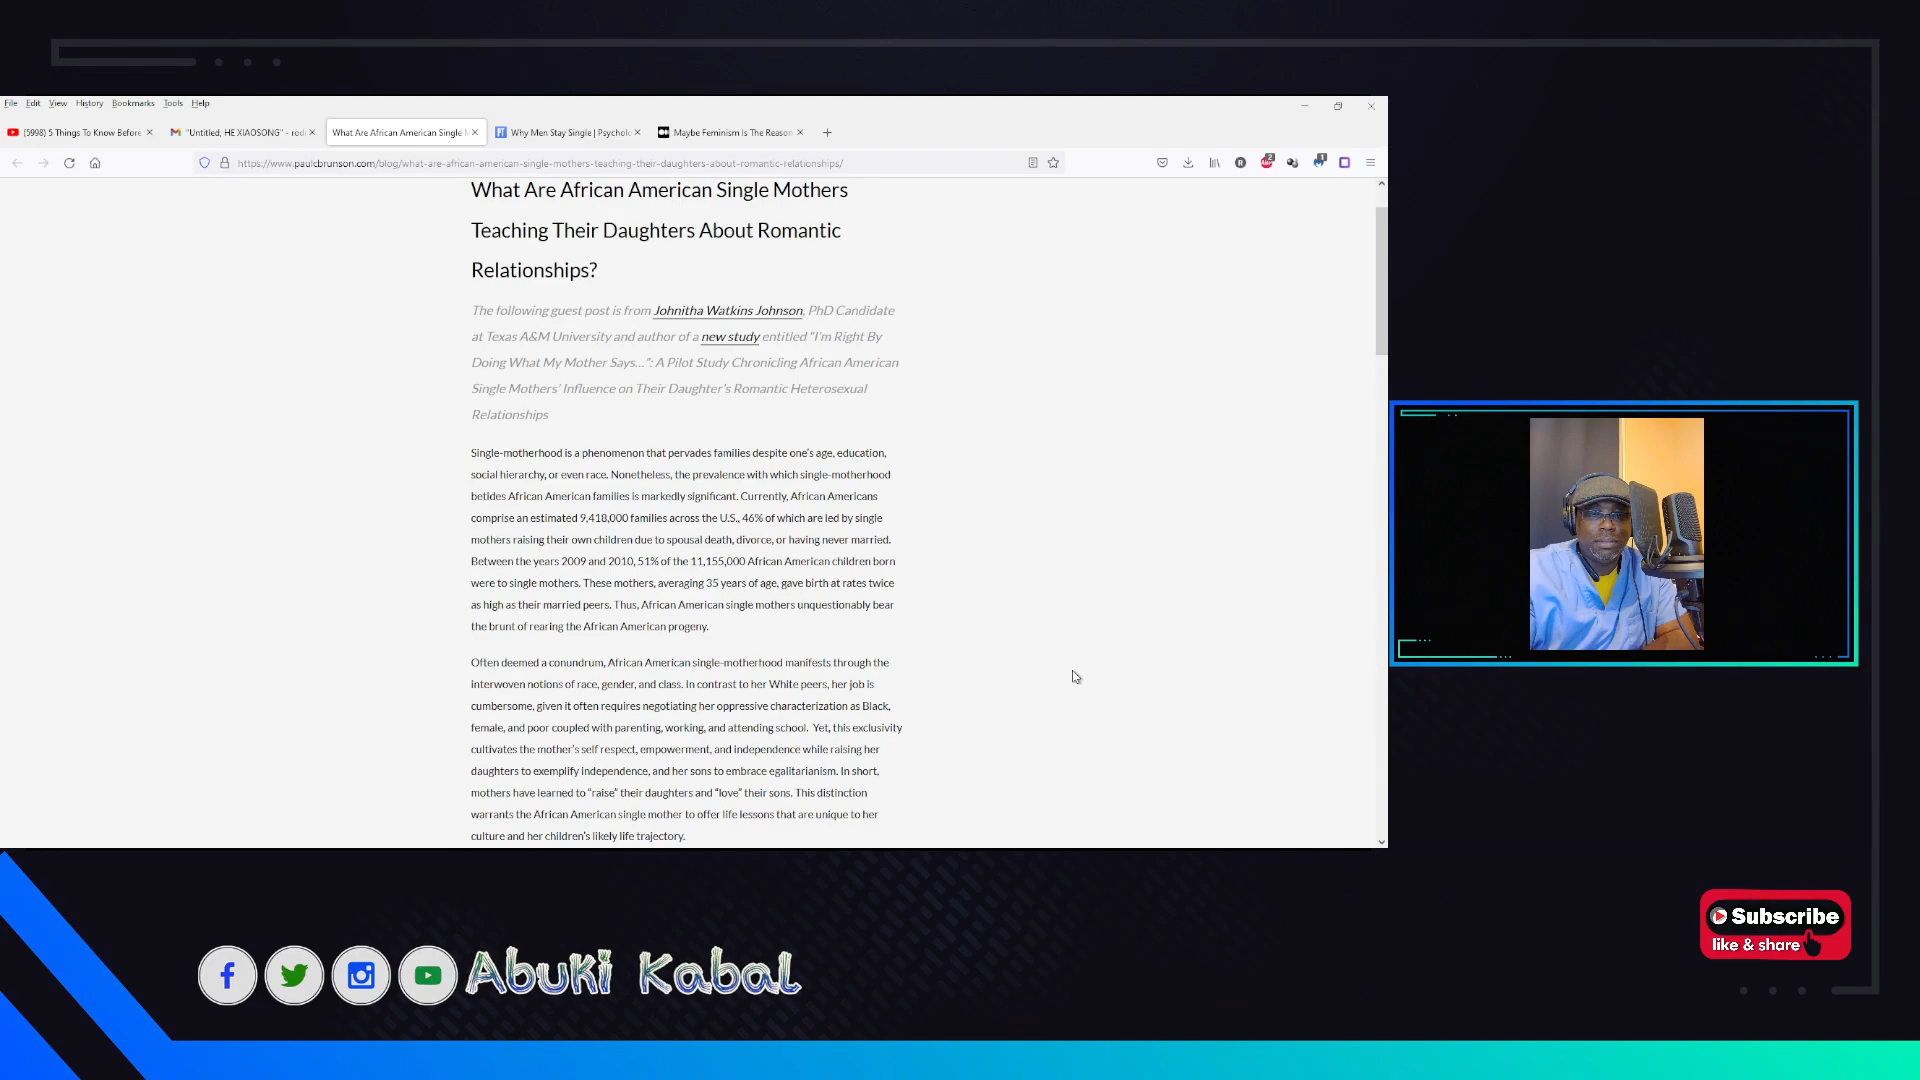 File Edit View History Bookmarks Tools Help
(5998) 5 Things To Know Before
"Untitled, HE XIAOSONG" - rod
What Are African American Single M
Why Men Stay Single | Psycholo
Maybe Feminism Is The Reason
https://www.paulcbrunson.com/blog/what-are-african-american-single-mothers-teaching-their-daughters-about-romantic-relationships/
What Are African American Single Mothers
Teaching Their Daughters About Romantic
Relationships?
The following guest post is from Johnitha Watkins Johnson, PhD Candidate
at Texas A&M University and author of a new study entitled “I’m Right By
Doing What My Mother Says…”: A Pilot Study Chronicling African American
Single Mothers’ Influence on Their Daughter’s Romantic Heterosexual
Relationships
Single-motherhood is a phenomenon that pervades families despite one’s age, education,
social hierarchy, or even race. Nonetheless, the prevalence with which single-motherhood
betides African American families is markedly significant. Currently, African Americans
comprise an estimated 9,418,000 families across the U.S., 46% of which are led by single
mothers raising their own children due to spousal death, divorce, or having never married.
Between the years 2009 and 2010, 51% of the 11,155,000 African American children born
were to single mothers. These mothers, averaging 35 years of age, gave birth at rates twice
as high as their married peers. Thus, African American single mothers unquestionably bear
the brunt of rearing the African American progeny.
Often deemed a conundrum, African American single-motherhood manifests through the
interwoven notions of race, gender, and class. In contrast to her White peers, her job is
cumbersome, given it often requires negotiating her oppressive characterization as Black,
female, and poor coupled with parenting, working, and attending school. Yet, this exclusivity
cultivates the mother’s self respect, empowerment, and independence while raising her
daughters to exemplify independence, and her sons to embrace egalitarianism. In short,
mothers have learned to “raise” their daughters and “love” their sons. This distinction
warrants the African American single mother to offer life lessons that are unique to her
culture and her children’s likely life trajectory.
Subscribe
like & share
Abuki Kabal